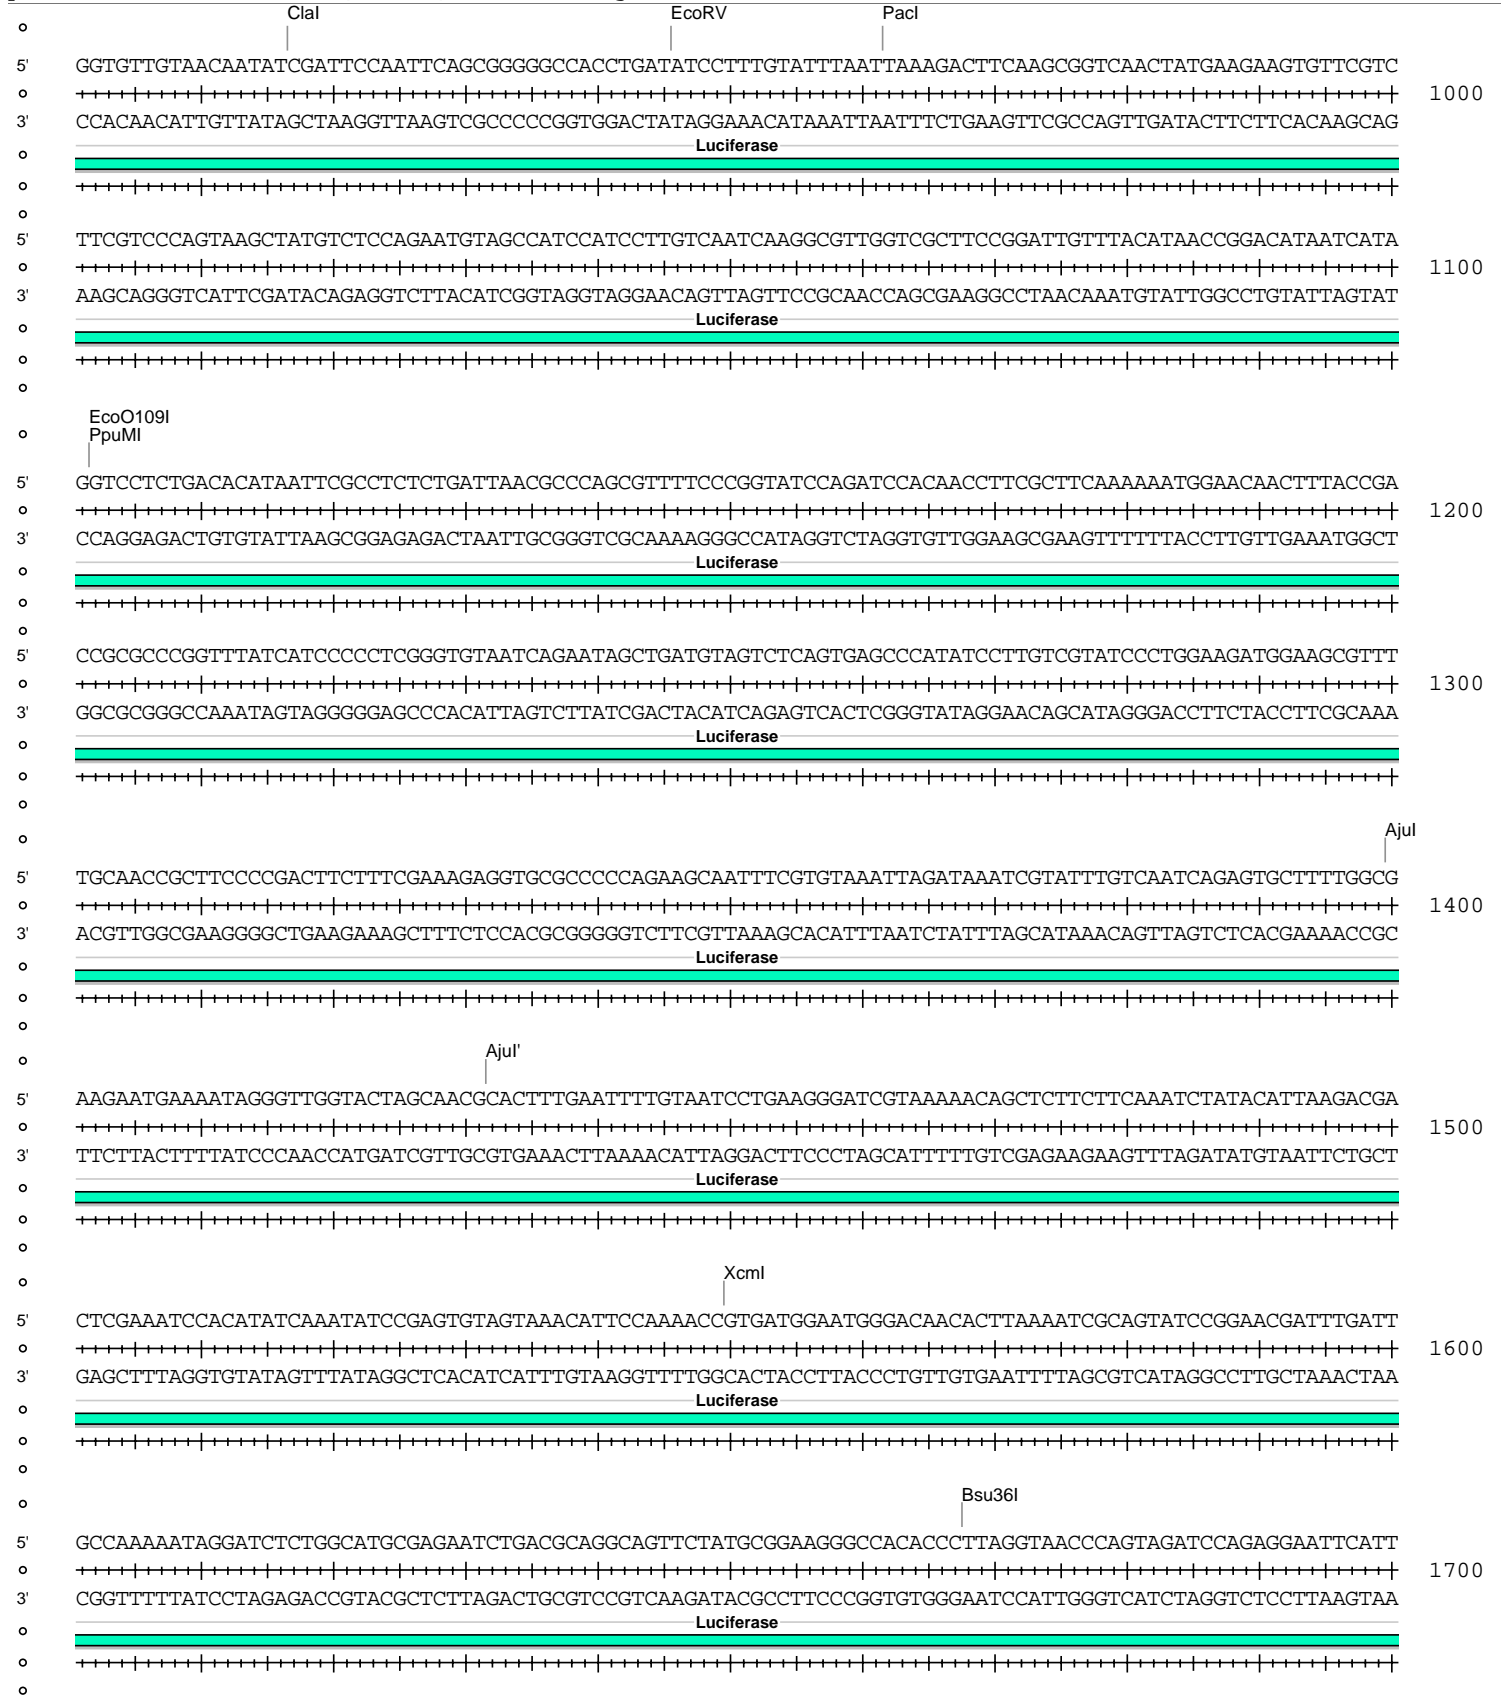 ClaI EcoRV PacI
5' GGTGTTGTAACAATATCGATTCCAATTCAGCGGGGGCCACCTGATATCCTTTGTATTTAATTAAAGACTTCAAGCGGTCAACTATGAAGAAGTGTTCGTC
1000
3' CCACAACATTGTTATAGCTAAGGTTAAGTCGCCCCCGGTGGACTATAGGAAACATAAATTAATTTCTGAAGTTCGCCAGTTGATACTTCTTCACAAGCAG
Luciferase
5' TTCGTCCCAGTAAGCTATGTCTCCAGAATGTAGCCATCCATCCTTGTCAATCAAGGCGTTGGTCGCTTCCGGATTGTTTACATAACCGGACATAATCATA
1100
3' AAGCAGGGTCATTCGATACAGAGGTCTTACATCGGTAGGTAGGAACAGTTAGTTCCGCAACCAGCGAAGGCCTAACAAATGTATTGGCCTGTATTAGTAT
Luciferase
EcoO109I
PpuMI
5' GGTCCTCTGACACATAATTCGCCTCTCTGATTAACGCCCAGCGTTTTCCCGGTATCCAGATCCACAACCTTCGCTTCAAAAAATGGAACAACTTTACCGA
1200
3' CCAGGAGACTGTGTATTAAGCGGAGAGACTAATTGCGGGTCGCAAAAGGGCCATAGGTCTAGGTGTTGGAAGCGAAGTTTTTTACCTTGTTGAAATGGCT
Luciferase
5' CCGCGCCCGGTTTATCATCCCCCTCGGGTGTAATCAGAATAGCTGATGTAGTCTCAGTGAGCCCATATCCTTGTCGTATCCCTGGAAGATGGAAGCGTTT
1300
3' GGCGCGGGCCAAATAGTAGGGGGAGCCCACATTAGTCTTATCGACTACATCAGAGTCACTCGGGTATAGGAACAGCATAGGGACCTTCTACCTTCGCAAA
Luciferase
AjuI
5' TGCAACCGCTTCCCCGACTTCTTTCGAAAGAGGTGCGCCCCCAGAAGCAATTTCGTGTAAATTAGATAAATCGTATTTGTCAATCAGAGTGCTTTTGGCG
1400
3' ACGTTGGCGAAGGGGCTGAAGAAAGCTTTCTCCACGCGGGGGTCTTCGTTAAAGCACATTTAATCTATTTAGCATAAACAGTTAGTCTCACGAAAACCGC
Luciferase
AjuI'
5' AAGAATGAAAATAGGGTTGGTACTAGCAACGCACTTTGAATTTTGTAATCCTGAAGGGATCGTAAAAACAGCTCTTCTTCAAATCTATACATTAAGACGA
1500
3' TTCTTACTTTTATCCCAACCATGATCGTTGCGTGAAACTTAAAACATTAGGACTTCCCTAGCATTTTTGTCGAGAAGAAGTTTAGATATGTAATTCTGCT
Luciferase
XcmI
5' CTCGAAATCCACATATCAAATATCCGAGTGTAGTAAACATTCCAAAACCGTGATGGAATGGGACAACACTTAAAATCGCAGTATCCGGAACGATTTGATT
1600
3' GAGCTTTAGGTGTATAGTTTATAGGCTCACATCATTTGTAAGGTTTTGGCACTACCTTACCCTGTTGTGAATTTTAGCGTCATAGGCCTTGCTAAACTAA
Luciferase
Bsu36I
5' GCCAAAAATAGGATCTCTGGCATGCGAGAATCTGACGCAGGCAGTTCTATGCGGAAGGGCCACACCCTTAGGTAACCCAGTAGATCCAGAGGAATTCATT
1700
3' CGGTTTTTATCCTAGAGACCGTACGCTCTTAGACTGCGTCCGTCAAGATACGCCTTCCCGGTGTGGGAATCCATTGGGTCATCTAGGTCTCCTTAAGTAA
Luciferase